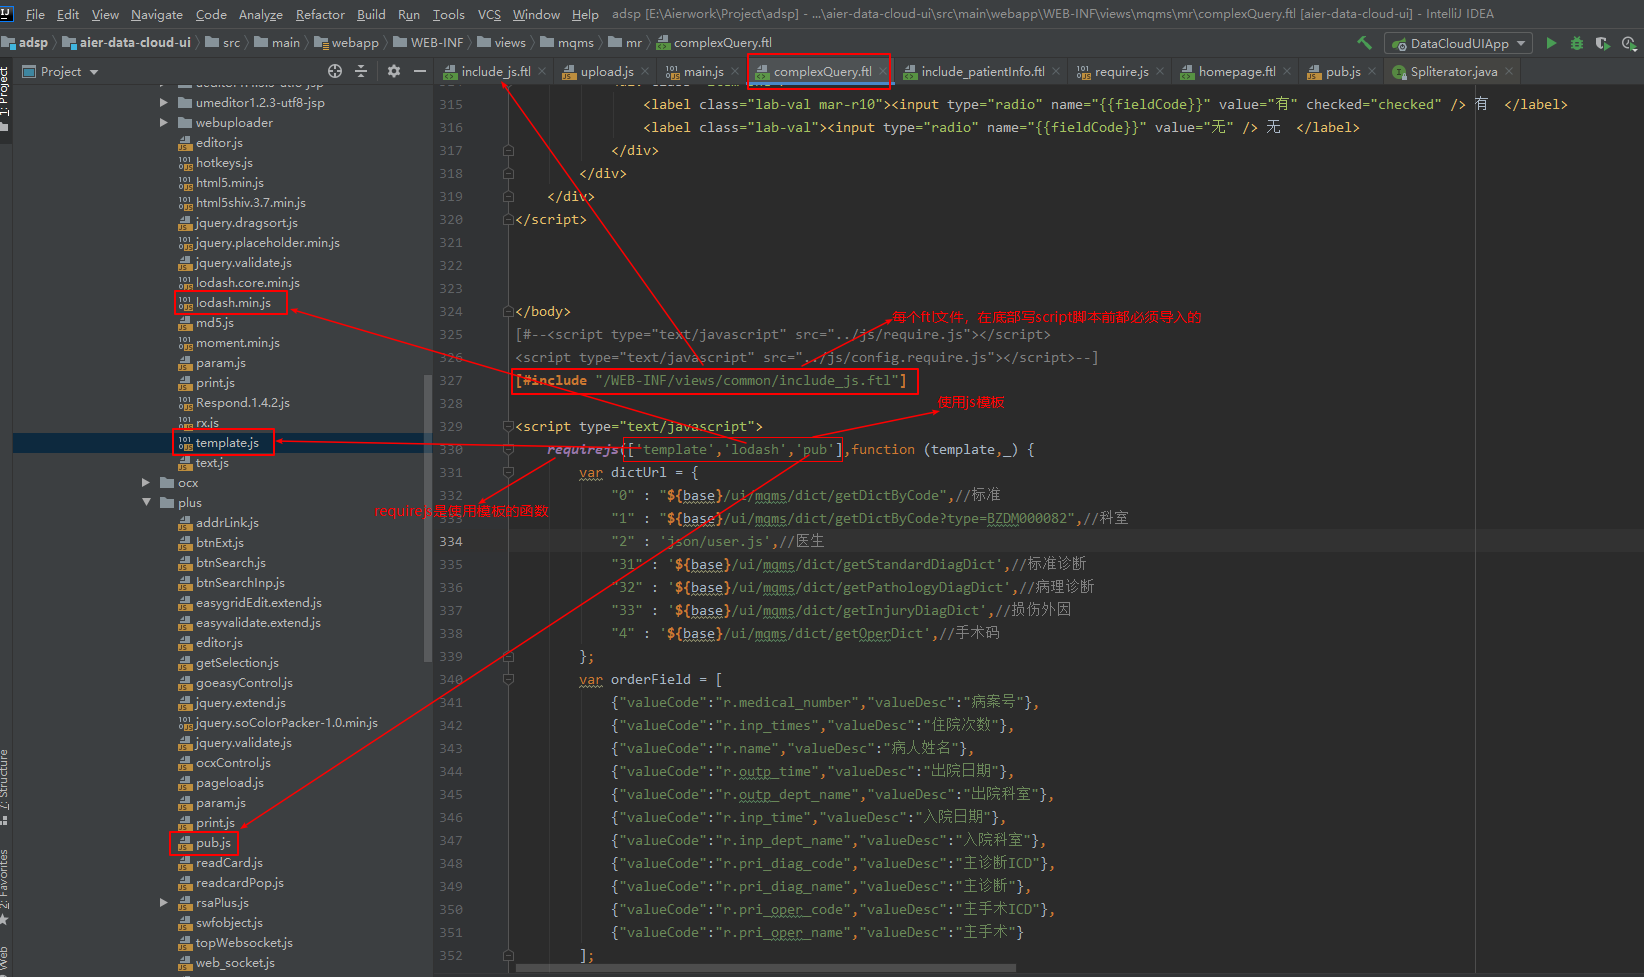 File Edit View Navigate Code Analyze Refactor Build Run Tools VCS Window Help adsp [E:\Aierwork\Project\adsp] - ...\aier-data-cloud-ui\src\main\webapp\WEB-INF\views\mqms\mr\complexQuery.ftl [aier-data-cloud-ui] - IntelliJ IDEA
adsp aier-data-cloud-ui src main webapp WEB-INF views mqms mr complexQuery.ftl DataCloudUIApp
Project
include_js.ftl upload.js main.js complexQuery.ftl include_patientInfo.ftl require.js homepage.ftl pub.js Spliterator.java
1: Project
7: Structure
2: Favorites
Web
umeditor1.2.3-utf8-jsp
webuploader
editor.js
hotkeys.js
html5.min.js
html5shiv.3.7.min.js
jquery.dragsort.js
jquery.placeholder.min.js
jquery.validate.js
lodash.core.min.js
lodash.min.js
md5.js
moment.min.js
param.js
print.js
Respond.1.4.2.js
rx.js
template.js
text.js
ocx
plus
addrLink.js
btnExt.js
btnSearch.js
btnSearchInp.js
easygridEdit.extend.js
easyvalidate.extend.js
editor.js
getSelection.js
goeasyControl.js
jquery.extend.js
jquery.soColorPacker-1.0.min.js
jquery.validate.js
ocxControl.js
pageload.js
param.js
print.js
pub.js
readCard.js
readcardPop.js
rsaPlus.js
swfobject.js
topWebsocket.js
web_socket.js
315 <label class="lab-val mar-r10"><input type="radio" name="{{fieldCode}}" value="有" checked="checked" /> 有 </label>
316 <label class="lab-val"><input type="radio" name="{{fieldCode}}" value="无" /> 无 </label>
317 </div>
318 </div>
319 </div>
320 </script>
321
322
323
324 </body>
每个ftl文件，在底部写script脚本前都必须导入的
325 [#--<script type="text/javascript" src="../js/require.js"></script>
326 <script type="text/javascript" src="../js/config.require.js"></script>--]
327 [#include "/WEB-INF/views/common/include_js.ftl"]
328
使用js模板
329 <script type="text/javascript">
330 requirejs(['template','lodash','pub'],function (template,_) {
331 var dictUrl = {
332 "0" : "${base}/ui/mqms/dict/getDictByCode",//标准
requirejs是使用模板的函数
333 "1" : "${base}/ui/mqms/dict/getDictByCode?type=BZDM000082",//科室
334 "2" : 'json/user.js',//医生
335 "31" : '${base}/ui/mqms/dict/getStandardDiagDict',//标准诊断
336 "32" : '${base}/ui/mqms/dict/getPathologyDiagDict',//病理诊断
337 "33" : '${base}/ui/mqms/dict/getInjuryDiagDict',//损伤外因
338 "4" : '${base}/ui/mqms/dict/getOperDict',//手术码
339 };
340 var orderField = [
341 {"valueCode":"r.medical_number","valueDesc":"病案号"},
342 {"valueCode":"r.inp_times","valueDesc":"住院次数"},
343 {"valueCode":"r.name","valueDesc":"病人姓名"},
344 {"valueCode":"r.outp_time","valueDesc":"出院日期"},
345 {"valueCode":"r.outp_dept_name","valueDesc":"出院科室"},
346 {"valueCode":"r.inp_time","valueDesc":"入院日期"},
347 {"valueCode":"r.inp_dept_name","valueDesc":"入院科室"},
348 {"valueCode":"r.pri_diag_code","valueDesc":"主诊断ICD"},
349 {"valueCode":"r.pri_diag_name","valueDesc":"主诊断"},
350 {"valueCode":"r.pri_oper_code","valueDesc":"主手术ICD"},
351 {"valueCode":"r.pri_oper_name","valueDesc":"主手术"}
352 ];